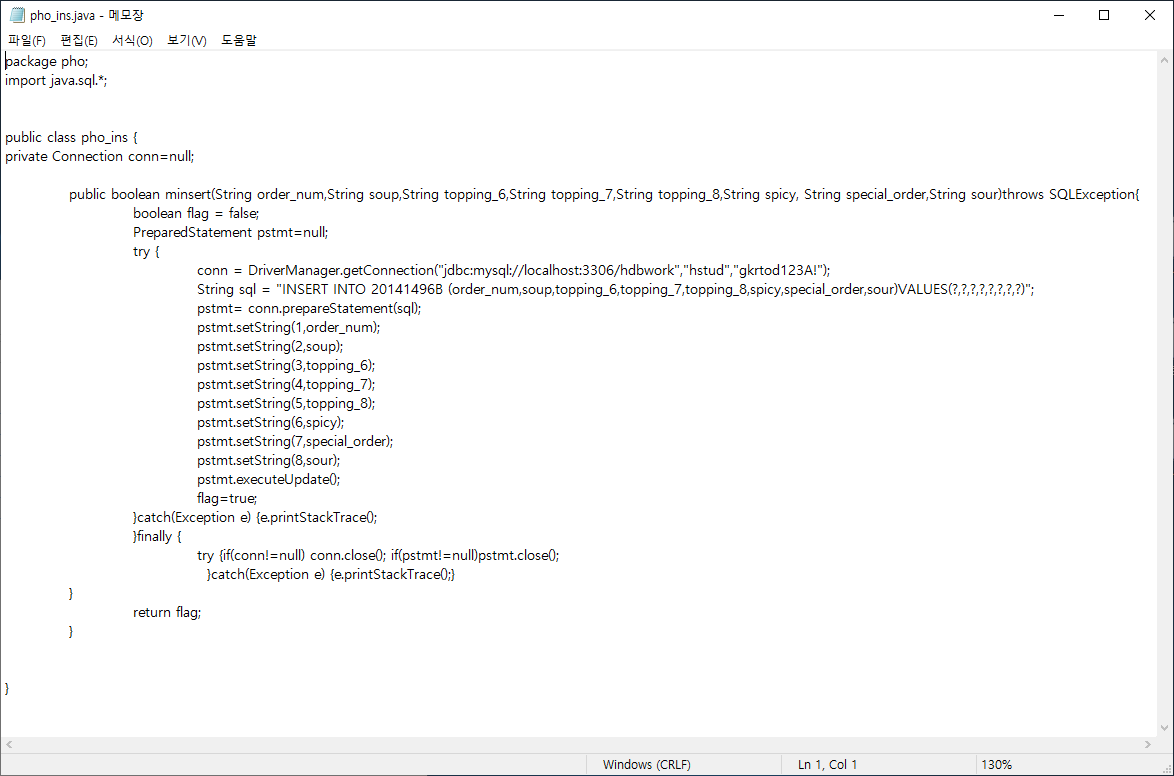 pho_ins.java - 메모장
파일(F) 편집(E) 서식(O) 보기(V) 도움말
package pho;
import java.sql.*;
public class pho_ins {
private Connection conn=null;
public boolean minsert(String order_num,String soup,String topping_6,String topping_7,String topping_8,String spicy, String special_order,String sour)throws SQLException{
boolean flag = false;
PreparedStatement pstmt=null;
try {
conn = DriverManager.getConnection("jdbc:mysql://localhost:3306/hdbwork","hstud","gkrtod123A!");
String sql = "INSERT INTO 20141496B (order_num,soup,topping_6,topping_7,topping_8,spicy,special_order,sour)VALUES(?,?,?,?,?,?,?,?)";
pstmt= conn.prepareStatement(sql);
pstmt.setString(1,order_num);
pstmt.setString(2,soup);
pstmt.setString(3,topping_6);
pstmt.setString(4,topping_7);
pstmt.setString(5,topping_8);
pstmt.setString(6,spicy);
pstmt.setString(7,special_order);
pstmt.setString(8,sour);
pstmt.executeUpdate();
flag=true;
}catch(Exception e) {e.printStackTrace();
}finally {
try {if(conn!=null) conn.close(); if(pstmt!=null)pstmt.close();
}catch(Exception e) {e.printStackTrace();}
}
return flag;
}
}
Windows (CRLF) Ln 1, Col 1 130%